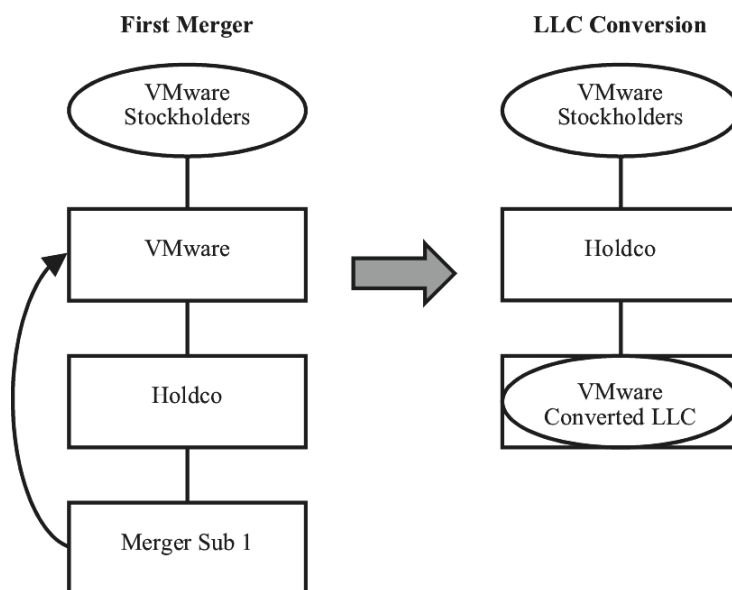 First Merger
VMware
Stockholders
VMware
Holdco
Merger Sub 1
LLC Conversion
VMware
Stockholders
Holdco
VMware
Converted LLC